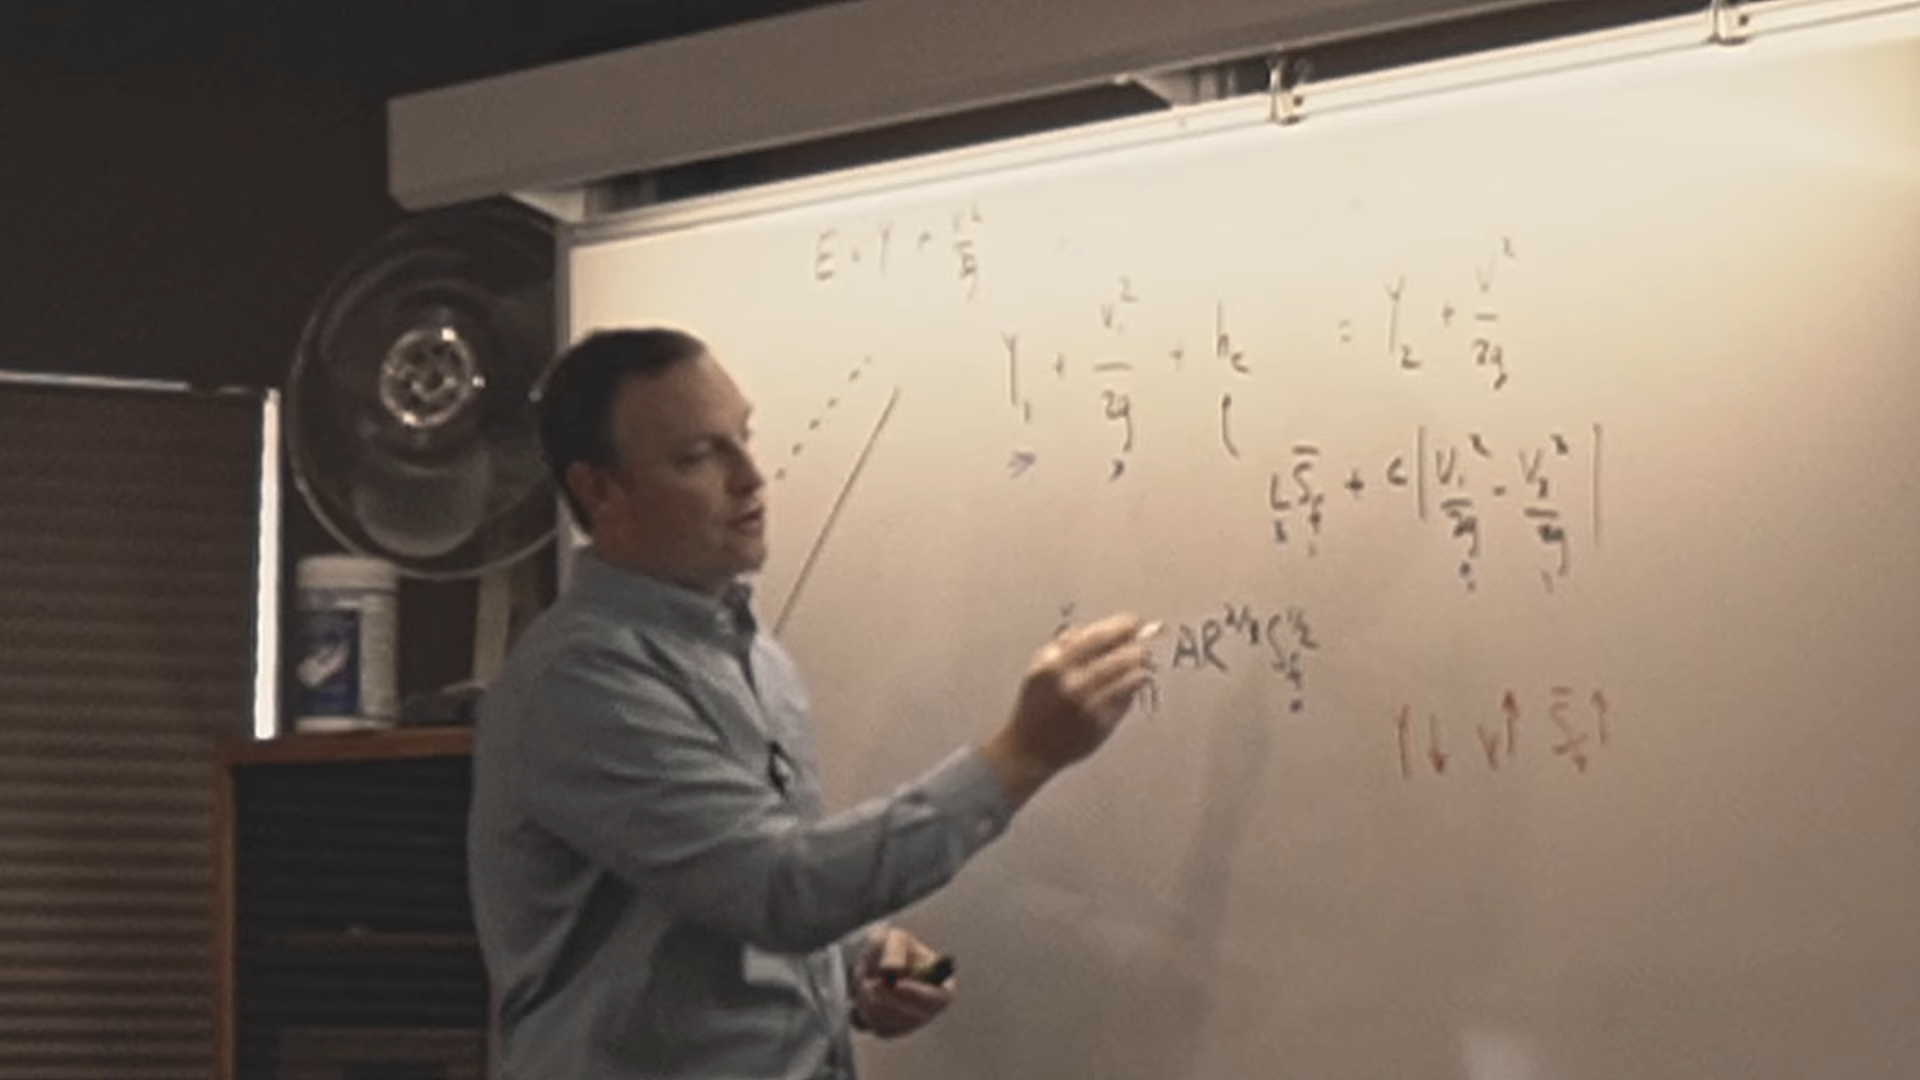 E = Y + V²/2g
Y₁ + V₁²/2g + hₑ = Y₂ + V²/2g
L S̄f + C | V₁²/2g - V₂²/2g |
AR^2/3 Sf^1/2
Y↓ V↑ S̄f↑